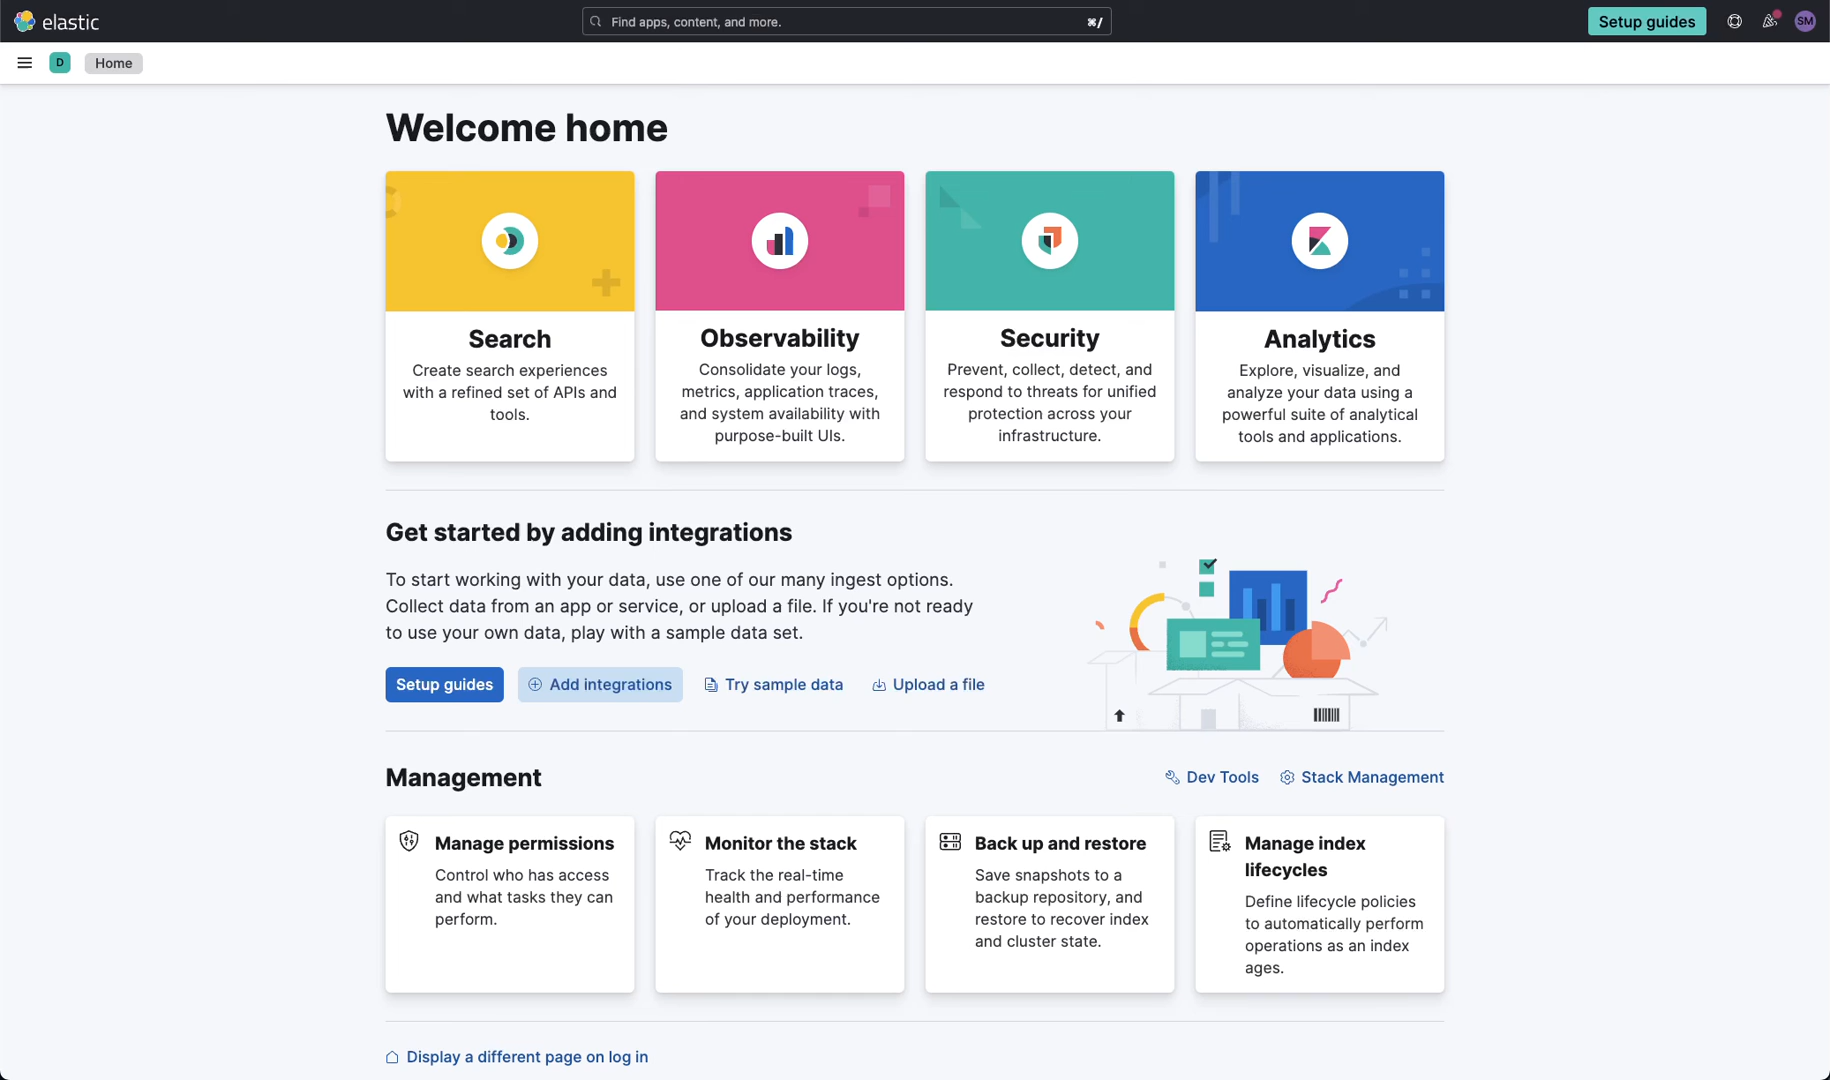 elastic
Find apps, content, and more.
⌘/
Setup guides
SM
D
Home
Welcome home
Search
Create search experiences
with a refined set of APIs and
tools.
Observability
Consolidate your logs,
metrics, application traces,
and system availability with
purpose-built UIs.
Security
Prevent, collect, detect, and
respond to threats for unified
protection across your
infrastructure.
Analytics
Explore, visualize, and
analyze your data using a
powerful suite of analytical
tools and applications.
Get started by adding integrations
To start working with your data, use one of our many ingest options.
Collect data from an app or service, or upload a file. If you're not ready
to use your own data, play with a sample data set.
Setup guides
Add integrations
Try sample data
Upload a file
Management
Dev Tools
Stack Management
Manage permissions
Control who has access
and what tasks they can
perform.
Monitor the stack
Track the real-time
health and performance
of your deployment.
Back up and restore
Save snapshots to a
backup repository, and
restore to recover index
and cluster state.
Manage index
lifecycles
Define lifecycle policies
to automatically perform
operations as an index
ages.
Display a different page on log in